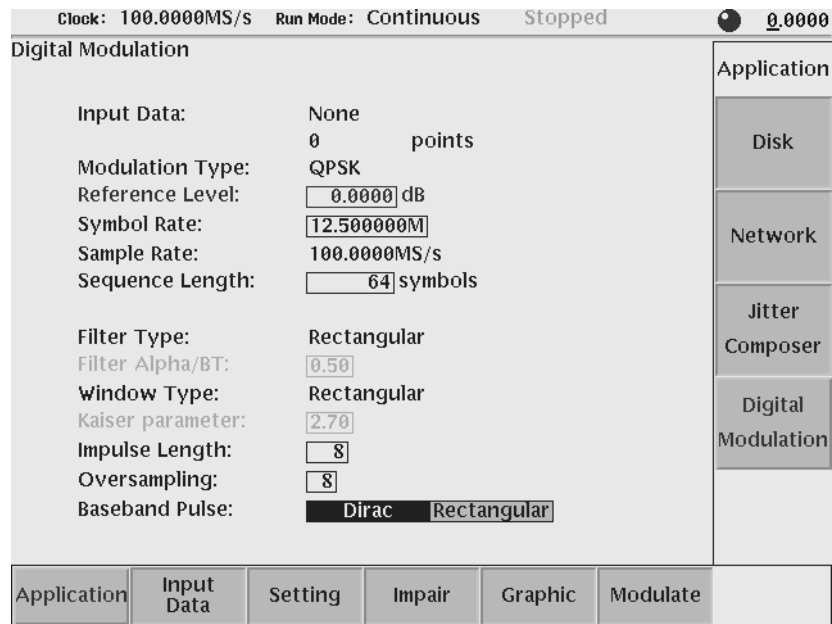 Clock: 100.0000MS/s Run Mode: Continuous Stopped 0.0000
Digital Modulation
Input Data: None
0 points
Modulation Type: QPSK
Reference Level: 0.0000 dB
Symbol Rate: 12.500000M
Sample Rate: 100.0000MS/s
Sequence Length: 64 symbols
Filter Type: Rectangular
Filter Alpha/BT: 0.50
Window Type: Rectangular
Kaiser parameter: 2.70
Impulse Length: 8
Oversampling: 8
Baseband Pulse: Dirac Rectangular
Application
Disk
Network
Jitter
Composer
Digital
Modulation
Application
Input
Data
Setting
Impair
Graphic
Modulate